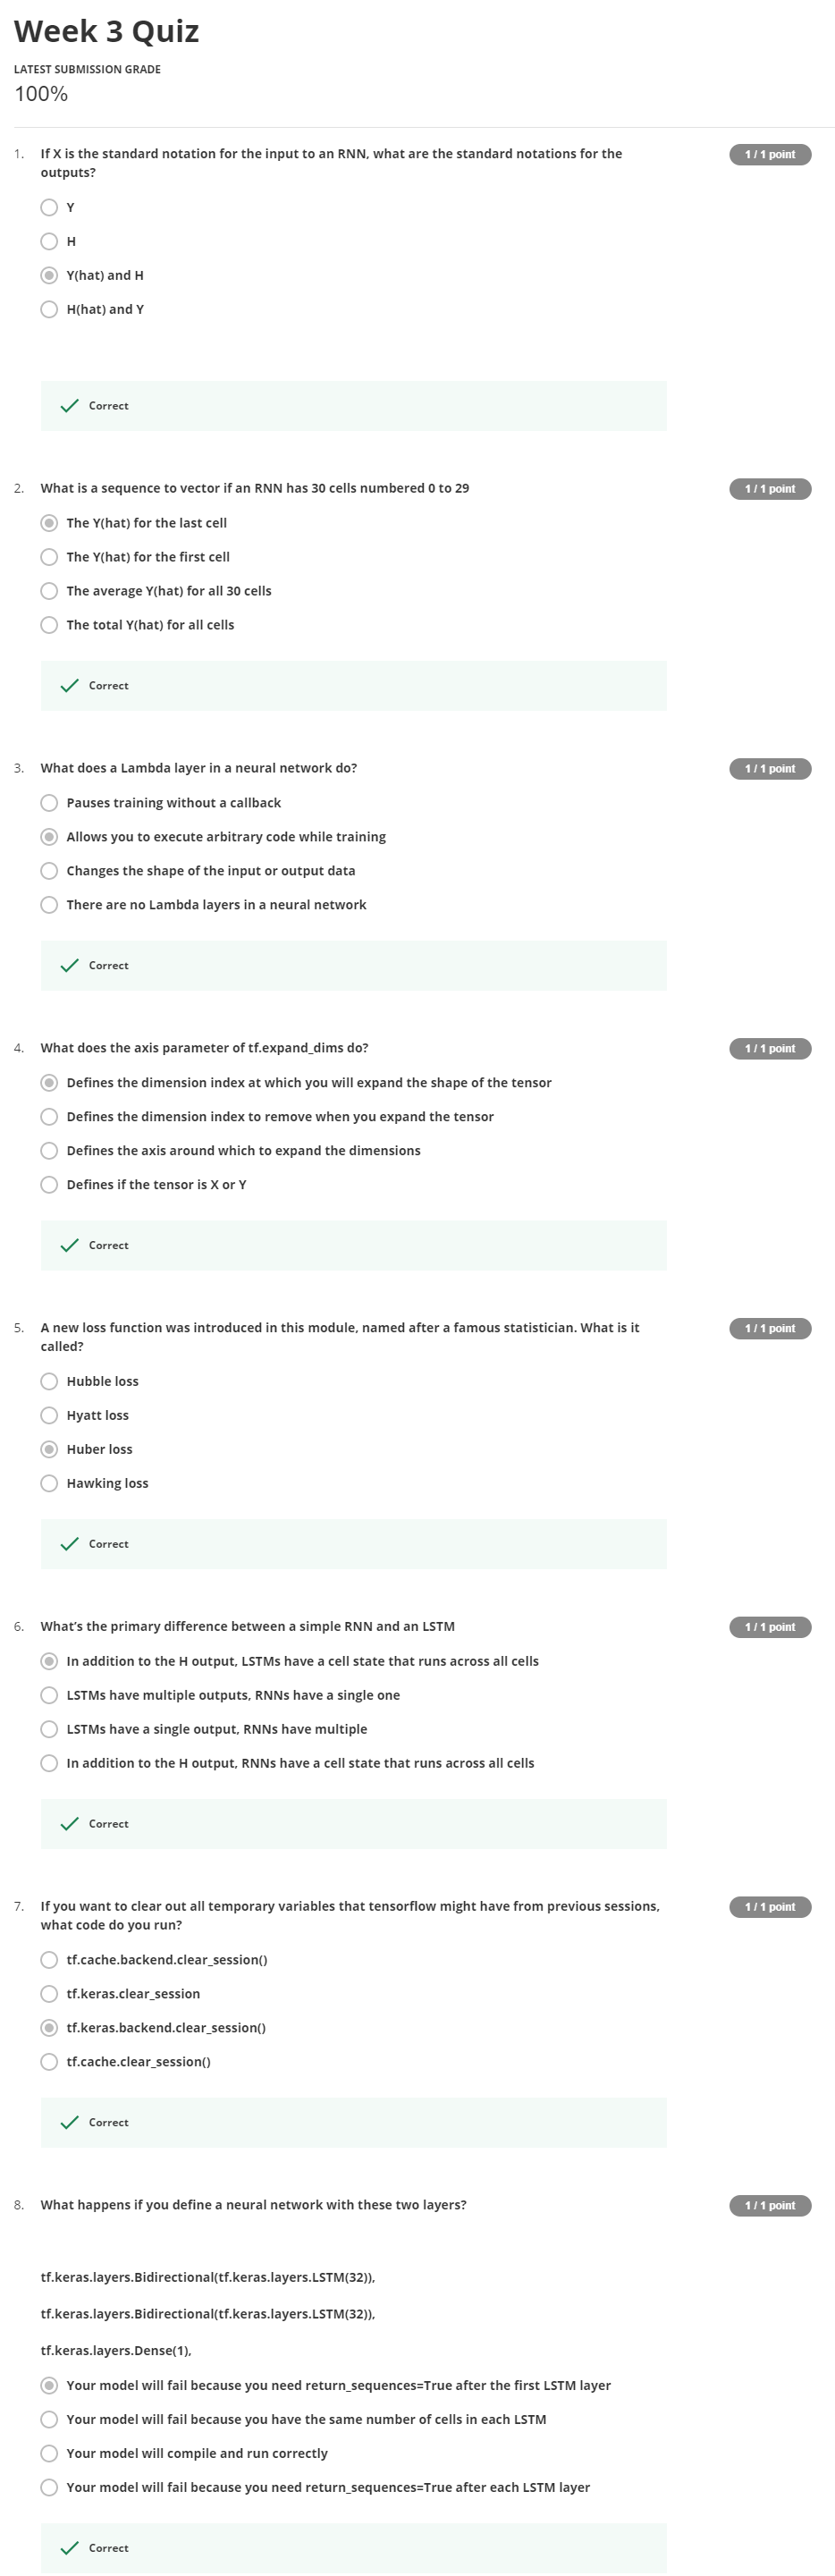 Week 3 Quiz
LATEST SUBMISSION GRADE
100%
1. If X is the standard notation for the input to an RNN, what are the standard notations for the
outputs?
1 / 1 point
Y
H
Y(hat) and H
H(hat) and Y
Correct
2. What is a sequence to vector if an RNN has 30 cells numbered 0 to 29
1 / 1 point
The Y(hat) for the last cell
The Y(hat) for the first cell
The average Y(hat) for all 30 cells
The total Y(hat) for all cells
Correct
3. What does a Lambda layer in a neural network do?
1 / 1 point
Pauses training without a callback
Allows you to execute arbitrary code while training
Changes the shape of the input or output data
There are no Lambda layers in a neural network
Correct
4. What does the axis parameter of tf.expand_dims do?
1 / 1 point
Defines the dimension index at which you will expand the shape of the tensor
Defines the dimension index to remove when you expand the tensor
Defines the axis around which to expand the dimensions
Defines if the tensor is X or Y
Correct
5. A new loss function was introduced in this module, named after a famous statistician. What is it
called?
1 / 1 point
Hubble loss
Hyatt loss
Huber loss
Hawking loss
Correct
6. What’s the primary difference between a simple RNN and an LSTM
1 / 1 point
In addition to the H output, LSTMs have a cell state that runs across all cells
LSTMs have multiple outputs, RNNs have a single one
LSTMs have a single output, RNNs have multiple
In addition to the H output, RNNs have a cell state that runs across all cells
Correct
7. If you want to clear out all temporary variables that tensorflow might have from previous sessions,
what code do you run?
1 / 1 point
tf.cache.backend.clear_session()
tf.keras.clear_session
tf.keras.backend.clear_session()
tf.cache.clear_session()
Correct
8. What happens if you define a neural network with these two layers?
1 / 1 point
tf.keras.layers.Bidirectional(tf.keras.layers.LSTM(32)),
tf.keras.layers.Bidirectional(tf.keras.layers.LSTM(32)),
tf.keras.layers.Dense(1),
Your model will fail because you need return_sequences=True after the first LSTM layer
Your model will fail because you have the same number of cells in each LSTM
Your model will compile and run correctly
Your model will fail because you need return_sequences=True after each LSTM layer
Correct